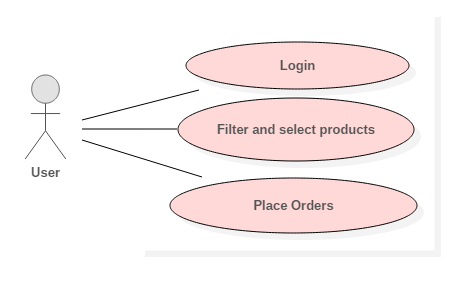 Login
Filter and select products
User
Place Orders